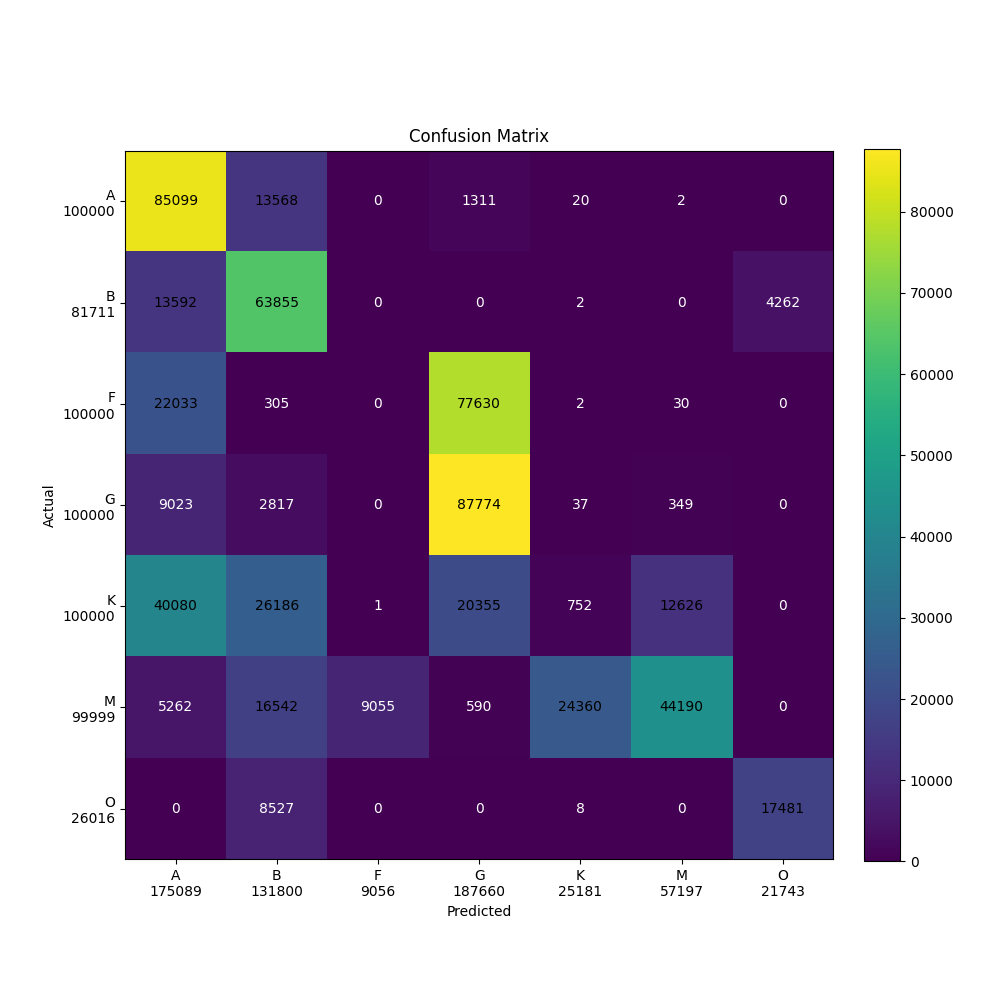 Confusion Matrix
A
100000
85099 13568 0 1311 20 2 0
B
81711
13592 63855 0 0 2 0 4262
F
100000
22033 305 0 77630 2 30 0
G
100000
9023 2817 0 87774 37 349 0
K
100000
40080 26186 1 20355 752 12626 0
M
99999
5262 16542 9055 590 24360 44190 0
O
26016
0 8527 0 0 8 0 17481
A B F G K M O
175089 131800 9056 187660 25181 57197 21743
Predicted
Actual
80000
70000
60000
50000
40000
30000
20000
10000
0